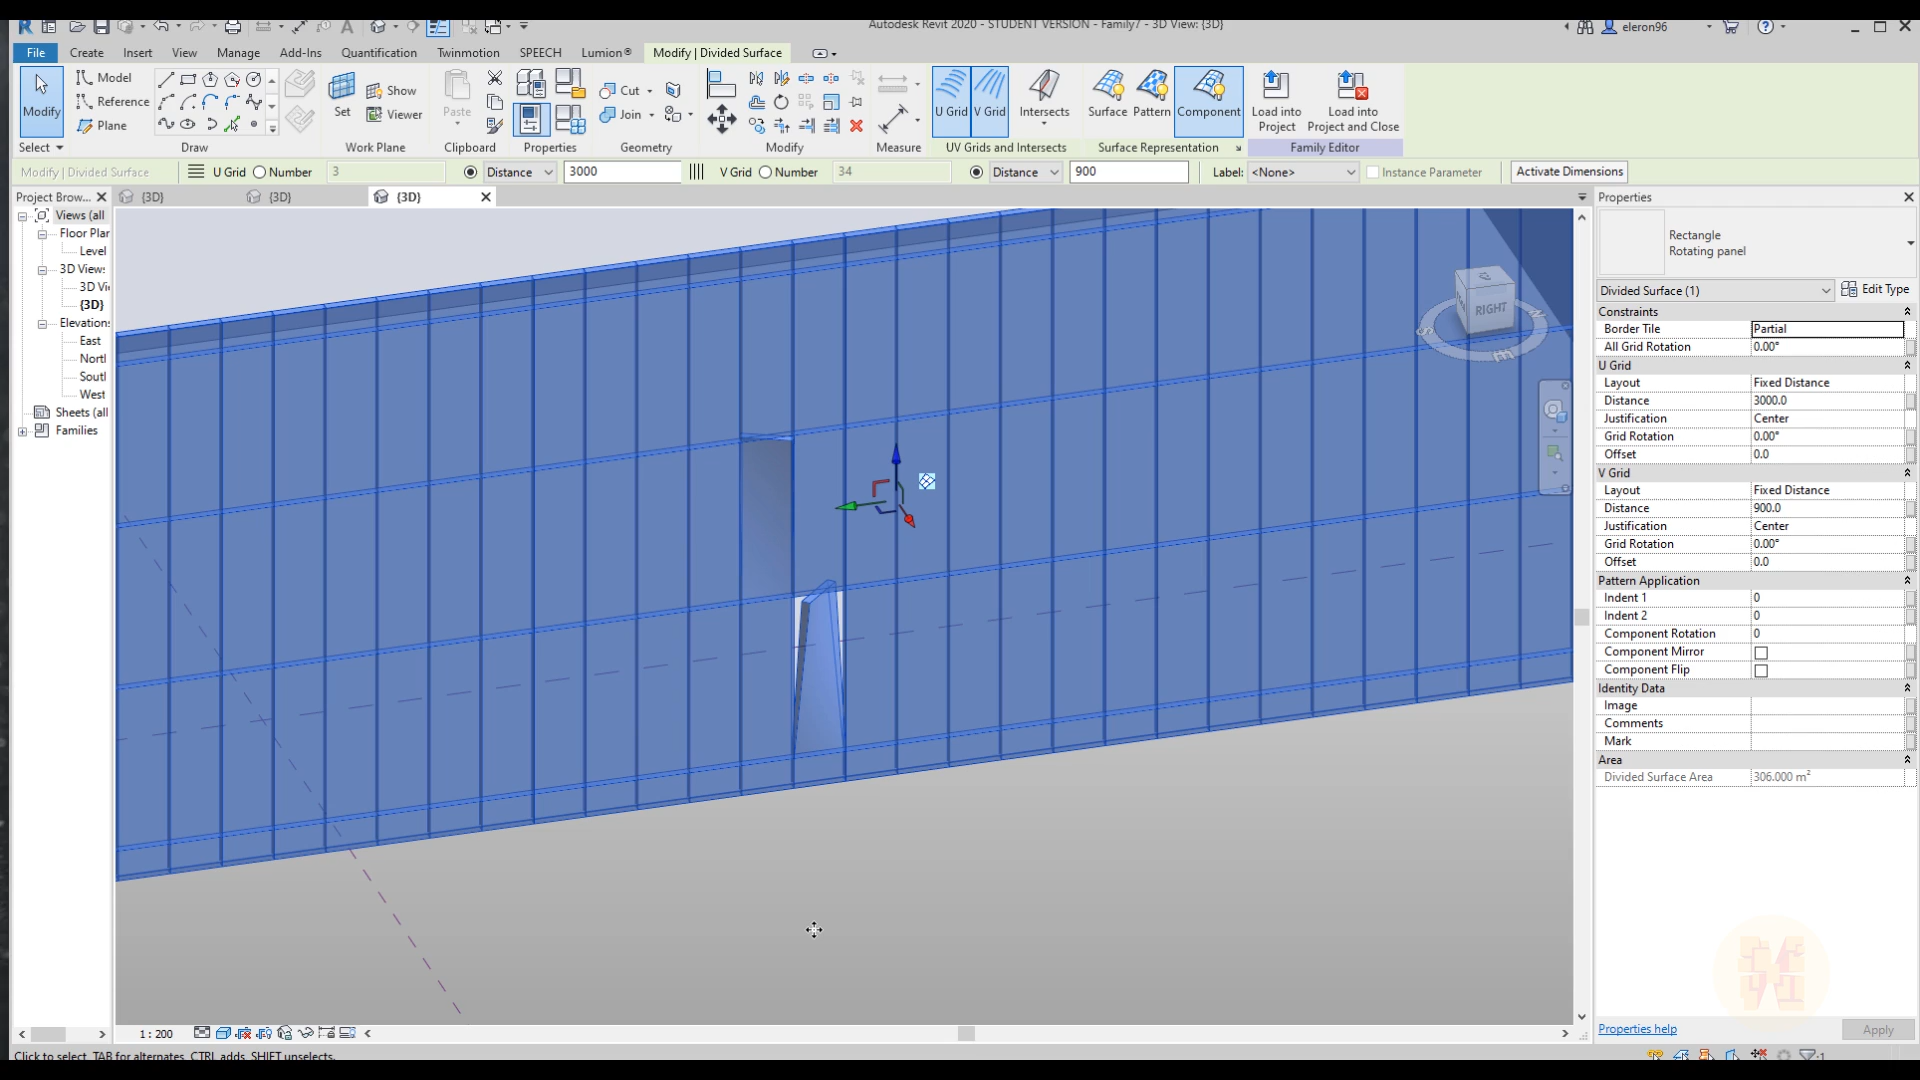 Autodesk Revit 2020 - STUDENT VERSION - Family7 - 3D View: {3D}
eleron96
File Create Insert View Manage Add-Ins Quantification Twinmotion SPEECH Lumion® Modify | Divided Surface
Modify
Model
Reference
Plane
Set
Show
Viewer
Paste
Cut
Join
U Grid V Grid
Intersects
Surface Pattern Component
Load into
Project
Load into
Project and Close
Select Draw Work Plane Clipboard Properties Geometry Modify Measure UV Grids and Intersects Surface Representation Family Editor
Modify | Divided Surface U Grid Number 3 Distance 3000 V Grid Number 34 Distance 900 Label: <None> Instance Parameter Activate Dimensions
Project Brow...
{3D} {3D} {3D}
Views (all
Floor Plan
Level
3D Views
3D Vi
{3D}
Elevations
East
North
South
West
Sheets (all
Families
RIGHT
Properties
Rectangle
Rotating panel
Divided Surface (1) Edit Type
Constraints
Border Tile Partial
All Grid Rotation 0.00°
U Grid
Layout Fixed Distance
Distance 3000.0
Justification Center
Grid Rotation 0.00°
Offset 0.0
V Grid
Layout Fixed Distance
Distance 900.0
Justification Center
Grid Rotation 0.00°
Offset 0.0
Pattern Application
Indent 1 0
Indent 2 0
Component Rotation 0
Component Mirror
Component Flip
Identity Data
Image
Comments
Mark
Area
Divided Surface Area 306.000 m²
Properties help Apply
1 : 200
Click to select, TAB for alternates, CTRL adds, SHIFT unselects.
:1